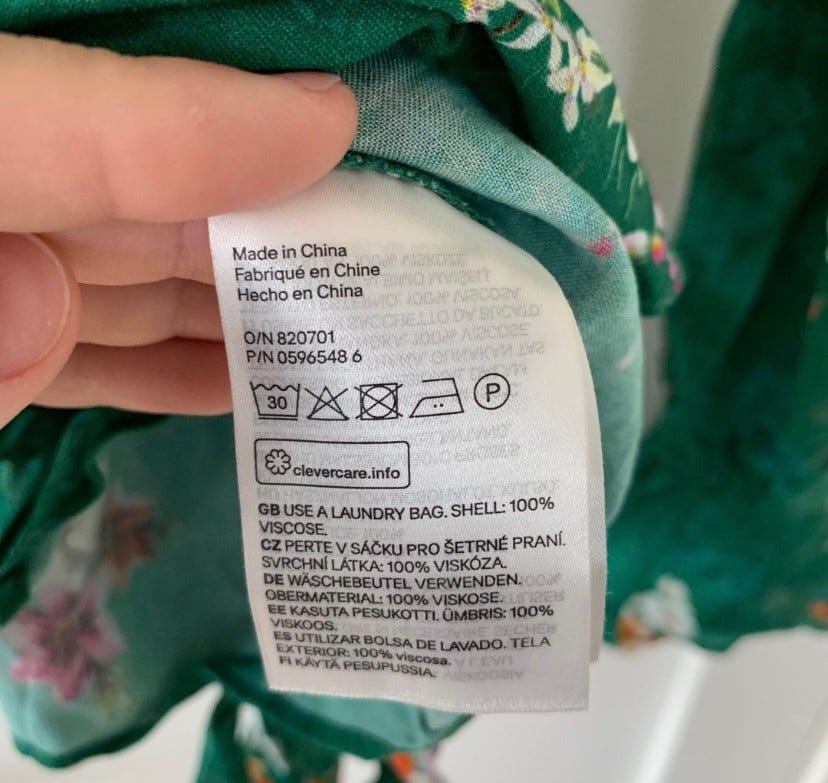 Made in China
Fabriqué en Chine
Hecho en China
O/N 820701
P/N 0596548 6
30
P
clevercare.info
GB USE A LAUNDRY BAG. SHELL: 100%
VISCOSE.
CZ PERTE V SÁČKU PRO ŠETRNÉ PRANÍ.
SVRCHNÍ LÁTKA: 100% VISKÓZA.
DE WÄSCHEBEUTEL VERWENDEN.
OBERMATERIAL: 100% VISKOSE.
EE KASUTA PESUKOTTI. ÜMBRIS: 100%
VISKOOS.
ES UTILIZAR BOLSA DE LAVADO. TELA
EXTERIOR: 100% viscosa.
FI KÄYTÄ PESUPUSSIA.